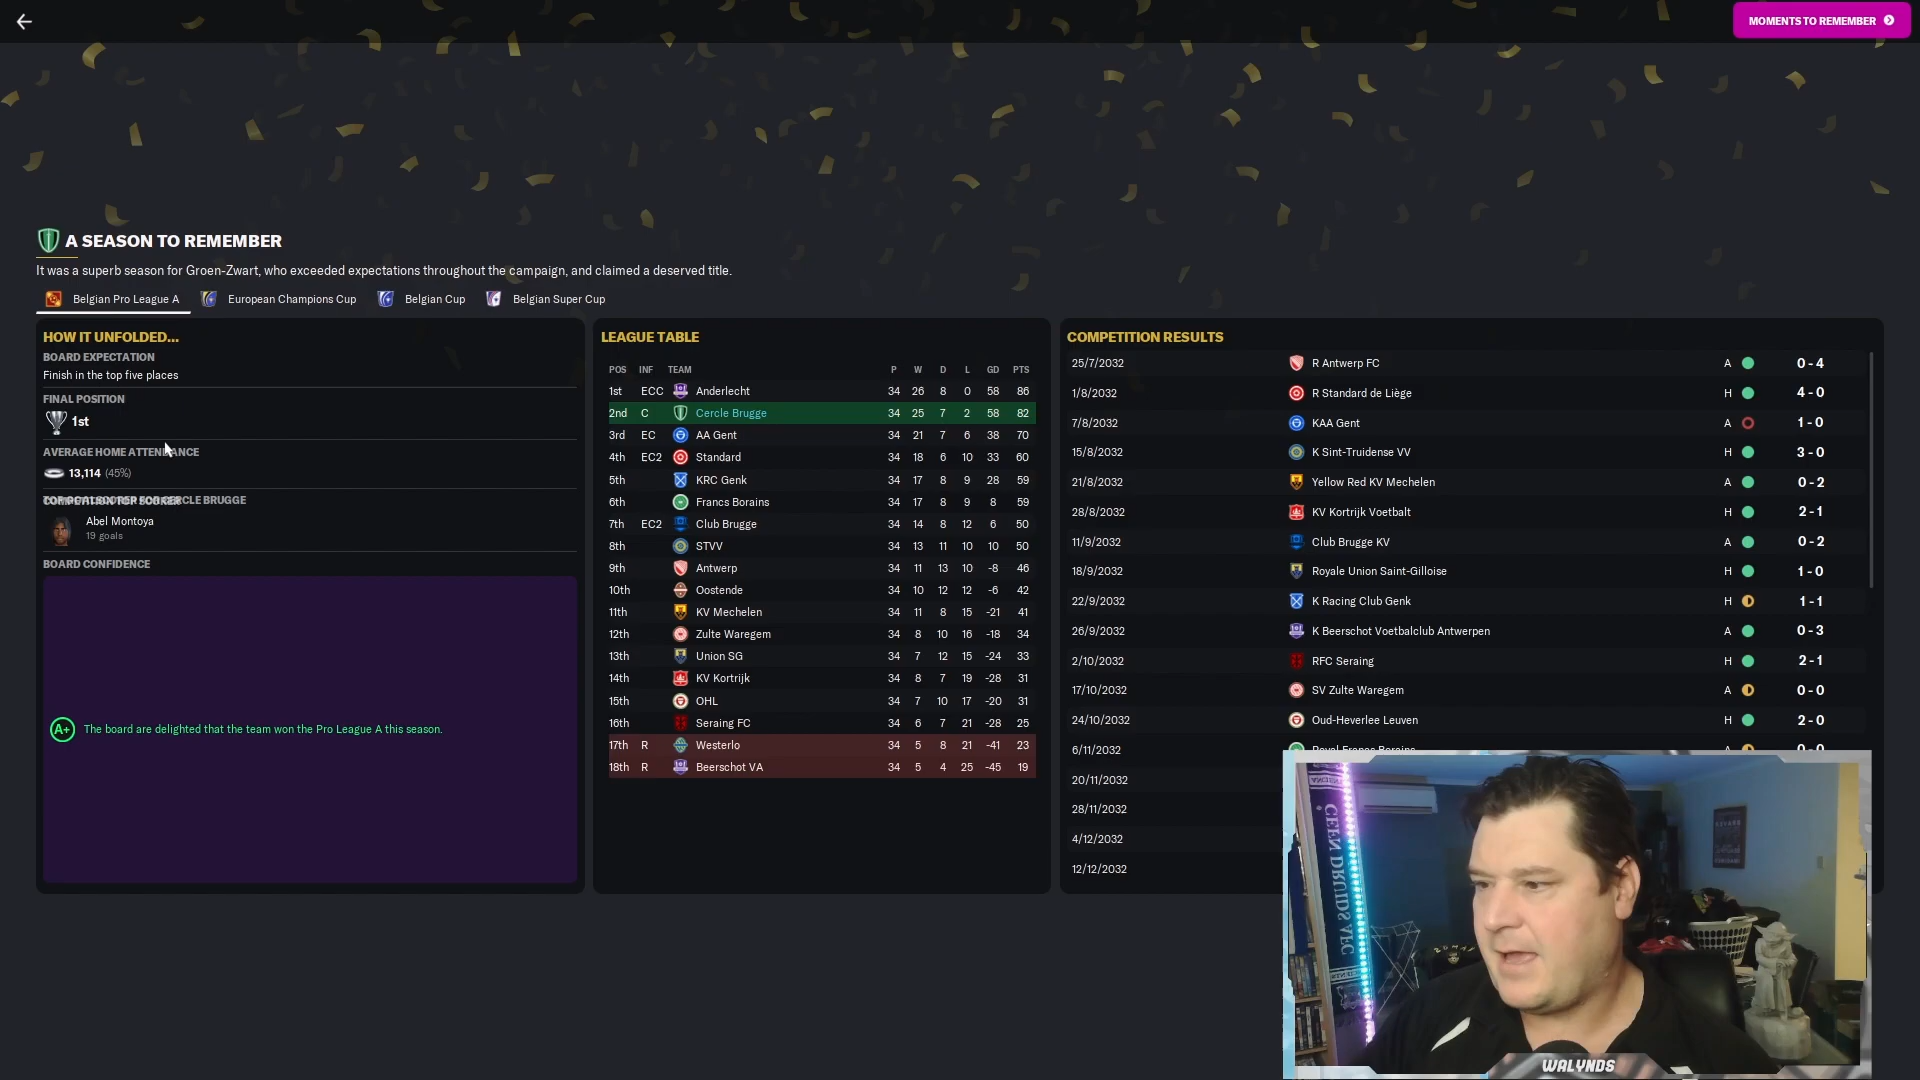 MOMENTS TO REMEMBER
A SEASON TO REMEMBER
It was a superb season for Groen-Zwart, who exceeded expectations throughout the campaign, and claimed a deserved title.
Belgian Pro League A European Champions Cup Belgian Cup Belgian Super Cup
HOW IT UNFOLDED...
BOARD EXPECTATION
Finish in the top five places
FINAL POSITION
1st
AVERAGE HOME ATTENDANCE
13,114 (45%)
Abel Montoya
19 goals
BOARD CONFIDENCE
A+ The board are delighted that the team won the Pro League A this season.
LEAGUE TABLE
POS INF TEAM P W D L GD PTS
1st ECC Anderlecht 34 26 8 0 58 86
2nd C Cercle Brugge 34 25 7 2 58 82
3rd EC AA Gent 34 21 7 6 38 70
4th EC2 Standard 34 18 6 10 33 60
5th KRC Genk 34 17 8 9 28 59
6th Francs Borains 34 17 8 9 8 59
7th EC2 Club Brugge 34 14 8 12 6 50
8th STVV 34 13 11 10 10 50
9th Antwerp 34 11 13 10 -8 46
10th Oostende 34 10 12 12 -6 42
11th KV Mechelen 34 11 8 15 -21 41
12th Zulte Waregem 34 8 10 16 -18 34
13th Union SG 34 7 12 15 -24 33
14th KV Kortrijk 34 8 7 19 -28 31
15th OHL 34 7 10 17 -20 31
16th Seraing FC 34 6 7 21 -28 25
17th R Westerlo 34 5 8 21 -41 23
18th R Beerschot VA 34 5 4 25 -45 19
COMPETITION RESULTS
25/7/2032 R Antwerp FC A 0 - 4
1/8/2032 R Standard de Liège H 4 - 0
7/8/2032 KAA Gent A 1 - 0
15/8/2032 K Sint-Truidense VV H 3 - 0
21/8/2032 Yellow Red KV Mechelen A 0 - 2
28/8/2032 KV Kortrijk Voetbalt H 2 - 1
11/9/2032 Club Brugge KV A 0 - 2
18/9/2032 Royale Union Saint-Gilloise H 1 - 0
22/9/2032 K Racing Club Genk H 1 - 1
26/9/2032 K Beerschot Voetbalclub Antwerpen A 0 - 3
2/10/2032 RFC Seraing H 2 - 1
17/10/2032 SV Zulte Waregem A 0 - 0
24/10/2032 Oud-Heverlee Leuven H 2 - 0
6/11/2032 Royal Francs Borains A 0 - 0
20/11/2032
28/11/2032
4/12/2032
12/12/2032
DRUIDS AFC
WALYNDS